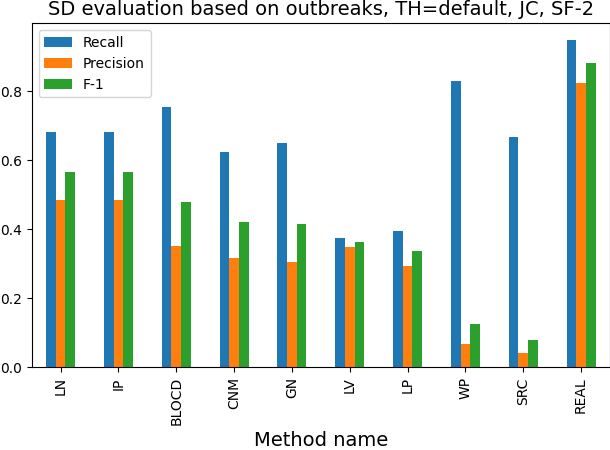 SD evaluation based on outbreaks, TH=default, JC, SF-2
Recall
Precision
F-1
0.8
0.6
0.4
0.2
0.0
LN
IP
BLOCD
CNM
GN
LV
LP
WP
SRC
REAL
Method name